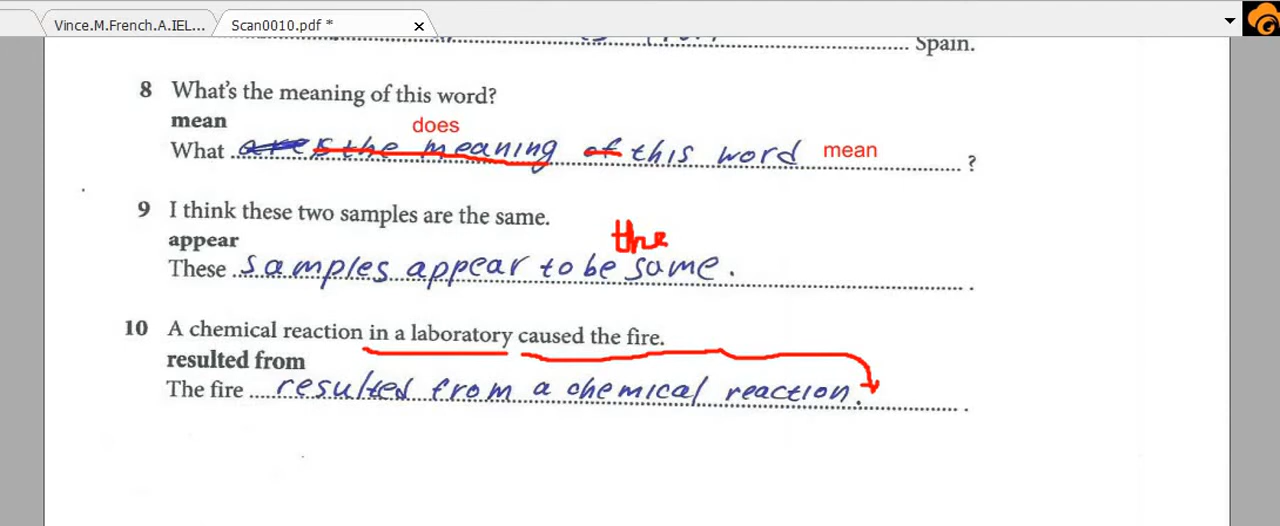 Vince.M.French.A.IEL... Scan0010.pdf *
Spain.
8 What's the meaning of this word?
mean
does
What is the meaning of this word mean ?
9 I think these two samples are the same.
appear
the
These samples appear to be same. .
10 A chemical reaction in a laboratory caused the fire.
resulted from
The fire resulted from a chemical reaction. .